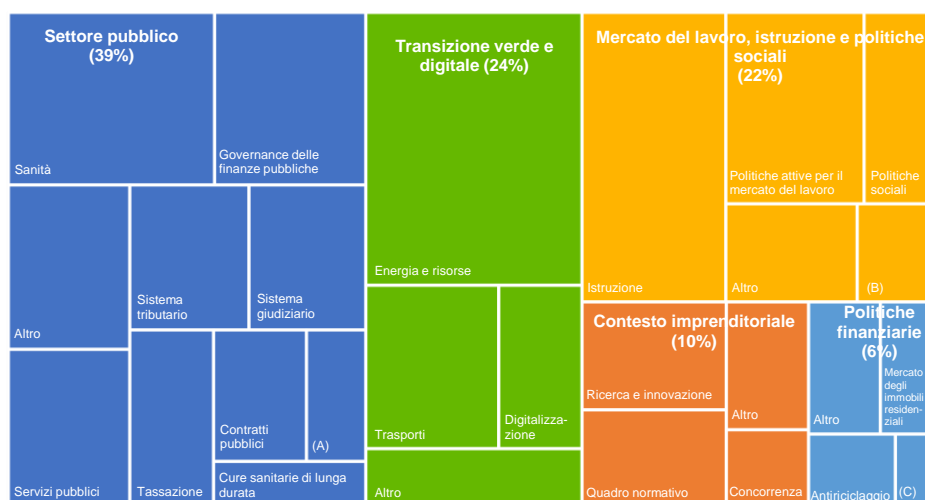 Settore pubblico
(39%)
Sanità
Governance delle
finanze pubbliche
Altro
Sistema
tributario
Sistema
giudiziario
Servizi pubblici
Tassazione
Contratti
pubblici
(A)
Cure sanitarie di lunga
durata
Transizione verde e
digitale (24%)
Energia e risorse
Trasporti
Digitalizza-
zione
Altro
Mercato del lavoro, istruzione e politiche
sociali
(22%)
Istruzione
Politiche attive per il
mercato del lavoro
Politiche
sociali
Altro
(B)
Contesto imprenditoriale
(10%)
Ricerca e innovazione
Altro
Quadro normativo
Concorrenza
Politiche
finanziarie
(6%)
Altro
Mercato
degli
immobili
residen-
ziali
Antiriciclaggio
(C)